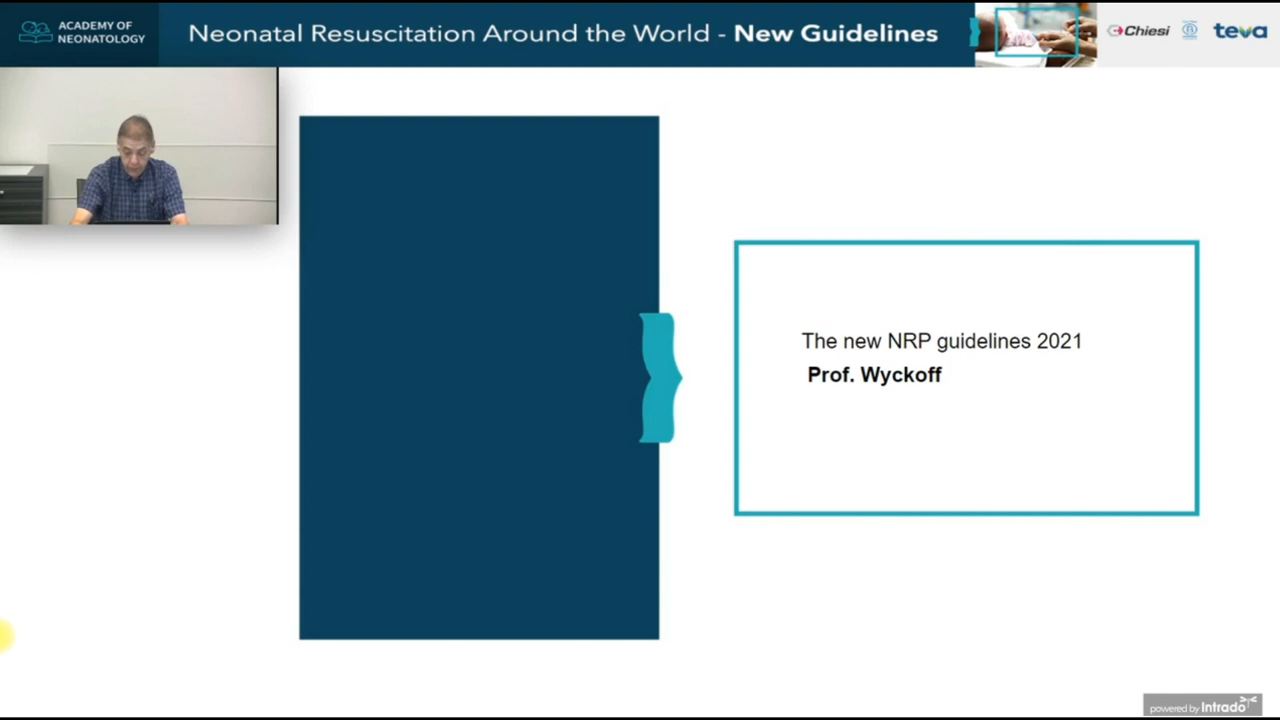 ACADEMY OF
NEONATOLOGY
Neonatal Resuscitation Around the World - New Guidelines
Chiesi
teva
The new NRP guidelines 2021
Prof. Wyckoff
powered by Intrado